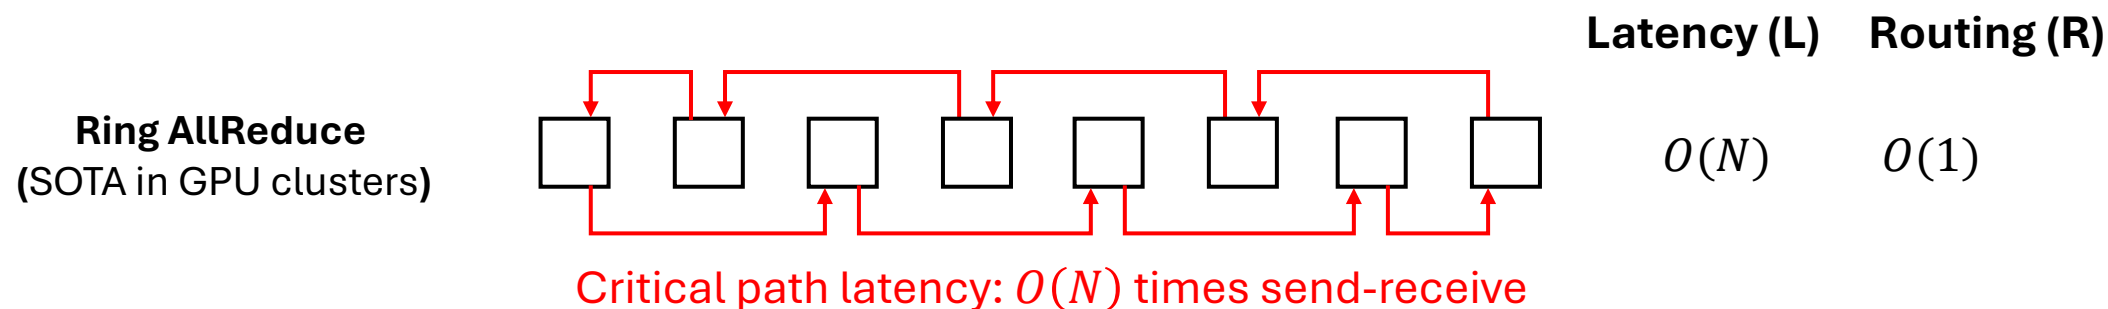 Latency (L) Routing (R)
Ring AllReduce
(SOTA in GPU clusters)
O(N) O(1)
Critical path latency: O(N) times send-receive